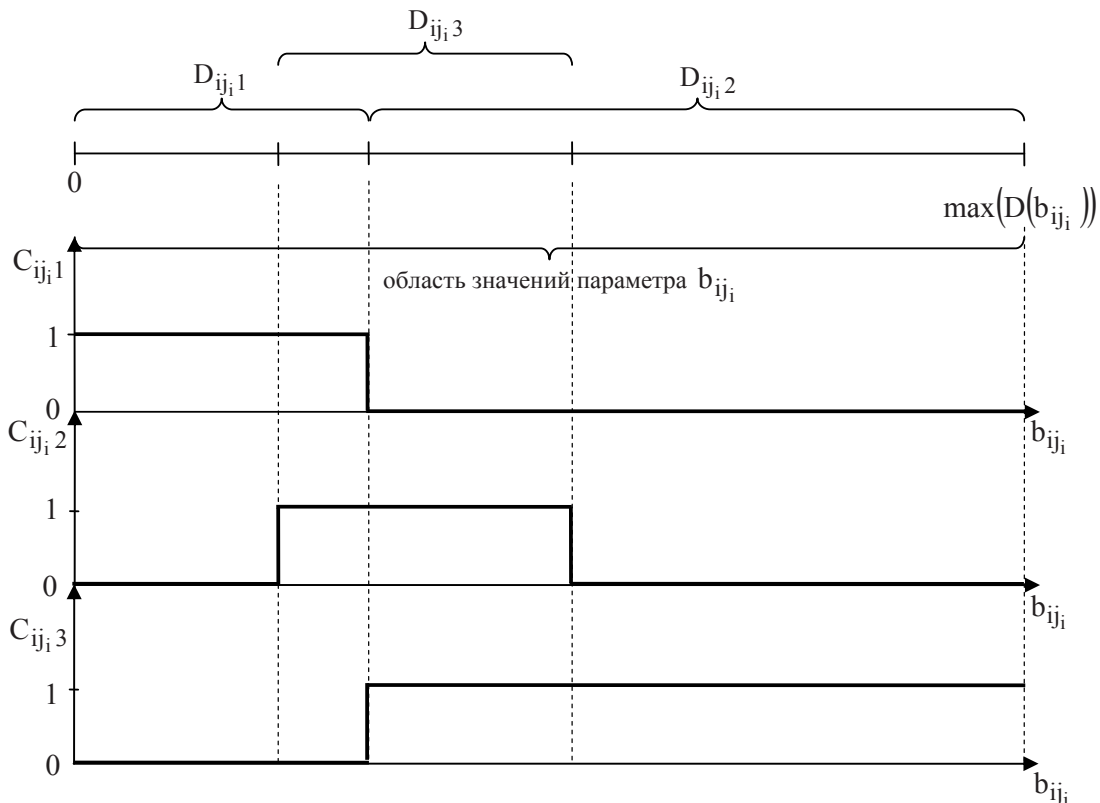 D_{ij_i 3}
D_{ij_i 1}
D_{ij_i 2}
0
max(D(b_{ij_i}))
C_{ij_i 1}
область значений параметра b_{ij_i}
1
0
b_{ij_i}
C_{ij_i 2}
1
0
b_{ij_i}
C_{ij_i 3}
1
0
b_{ij_i}